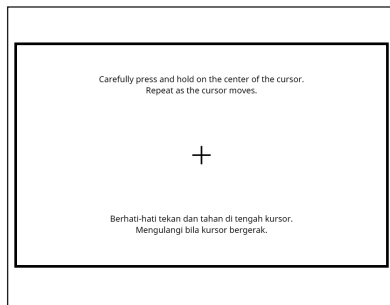 Carefully press and hold on the center of the cursor.
Repeat as the cursor moves.
Berhati-hati tekan dan tahan di tengah kursor.
Mengulangi bila kursor bergerak.